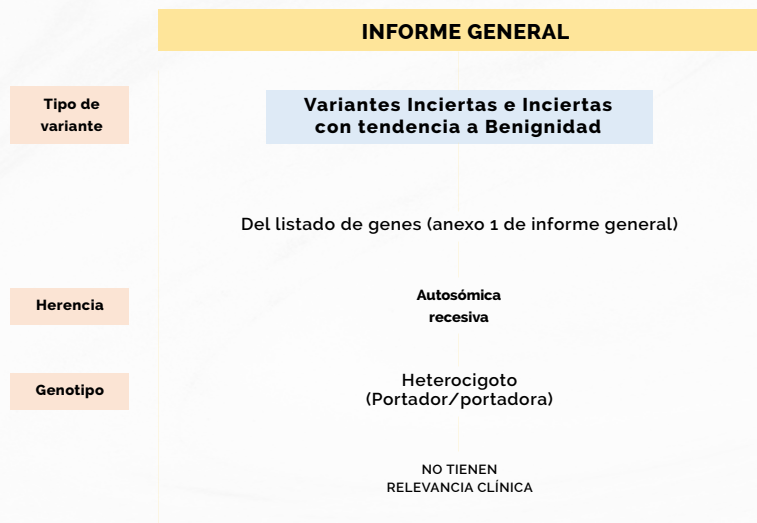 INFORME GENERAL
Tipo de
variante
Variantes Inciertas e Inciertas
con tendencia a Benignidad
Del listado de genes (anexo 1 de informe general)
Herencia
Autosómica
recesiva
Genotipo
Heterocigoto
(Portador/portadora)
NO TIENEN
RELEVANCIA CLÍNICA